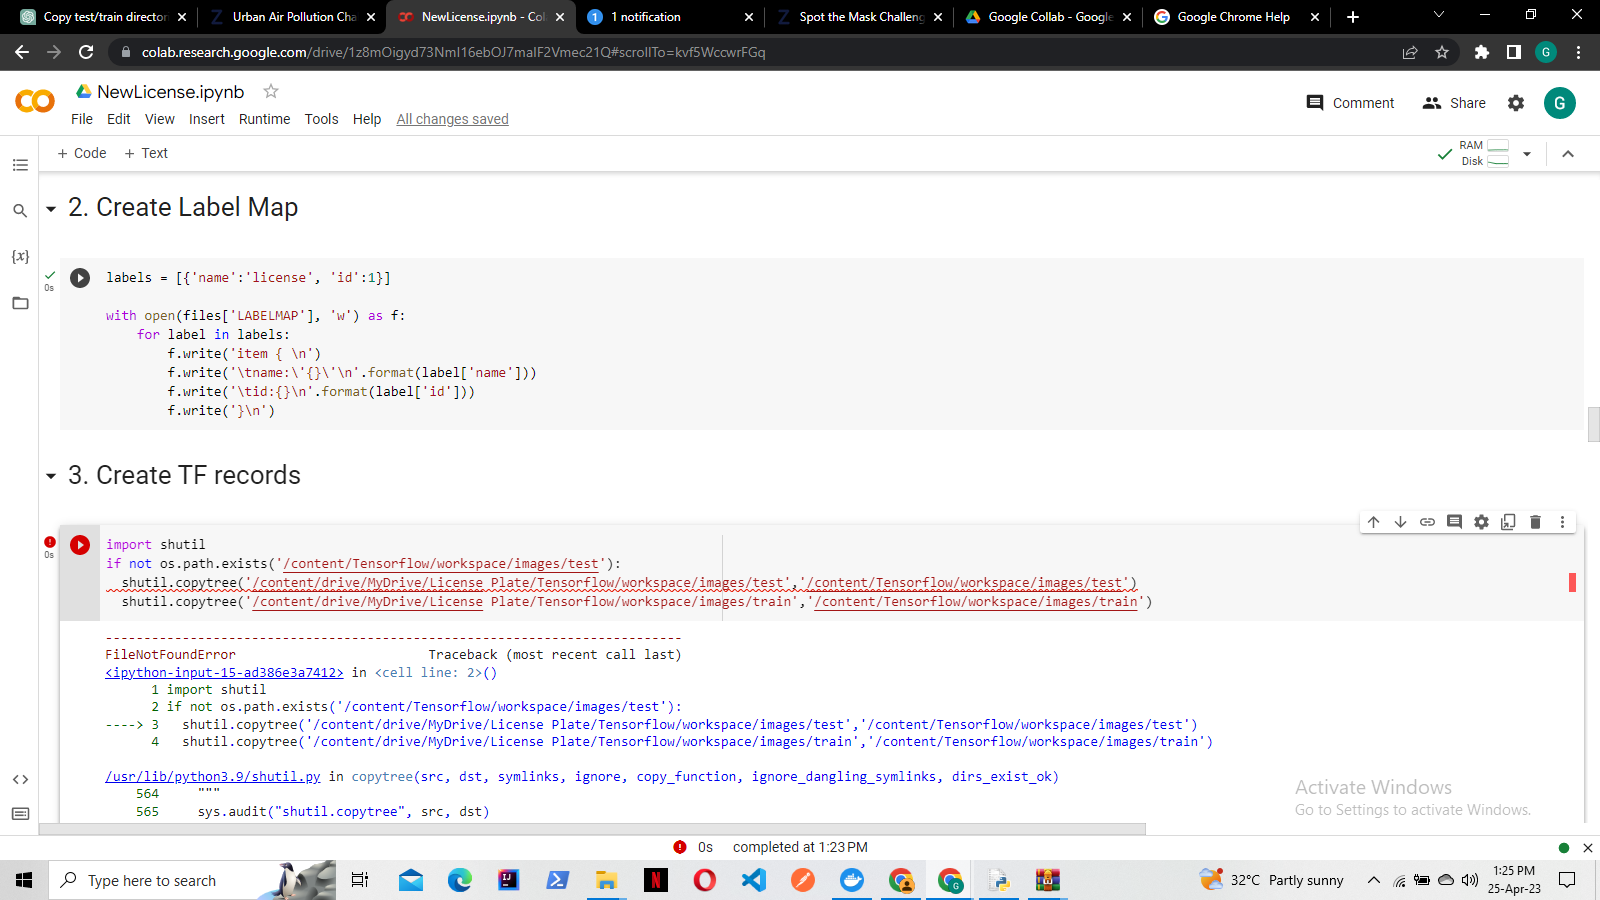 Copy test/train director
Urban Air Pollution Cha
NewLicense.ipynb - Col
1 notification
Spot the Mask Challeng
Google Collab - Google
Google Chrome Help
colab.research.google.com/drive/1z8mOigyd73NmI16ebOJ7maIF2Vmec21Q#scrollTo=kvf5WccwrFGq
G
NewLicense.ipynb
File Edit View Insert Runtime Tools Help All changes saved
Comment Share G
+ Code + Text
RAM
Disk
2. Create Label Map
0s
labels = [{'name':'license', 'id':1}]
with open(files['LABELMAP'], 'w') as f:
for label in labels:
f.write('item { \n')
f.write('\tname:\'{}\'\n'.format(label['name']))
f.write('\tid:{}\n'.format(label['id']))
f.write('}\n')
3. Create TF records
0s
import shutil
if not os.path.exists('/content/Tensorflow/workspace/images/test'):
shutil.copytree('/content/drive/MyDrive/License Plate/Tensorflow/workspace/images/test','/content/Tensorflow/workspace/images/test')
shutil.copytree('/content/drive/MyDrive/License Plate/Tensorflow/workspace/images/train','/content/Tensorflow/workspace/images/train')
---------------------------------------------------------------------------
FileNotFoundError Traceback (most recent call last)
<ipython-input-15-ad386e3a7412> in <cell line: 2>()
1 import shutil
2 if not os.path.exists('/content/Tensorflow/workspace/images/test'):
----> 3 shutil.copytree('/content/drive/MyDrive/License Plate/Tensorflow/workspace/images/test','/content/Tensorflow/workspace/images/test')
4 shutil.copytree('/content/drive/MyDrive/License Plate/Tensorflow/workspace/images/train','/content/Tensorflow/workspace/images/train')
/usr/lib/python3.9/shutil.py in copytree(src, dst, symlinks, ignore, copy_function, ignore_dangling_symlinks, dirs_exist_ok)
564 """
565 sys.audit("shutil.copytree", src, dst)
Activate Windows
Go to Settings to activate Windows.
0s completed at 1:23 PM
Type here to search
32°C Partly sunny
1:25 PM
25-Apr-23